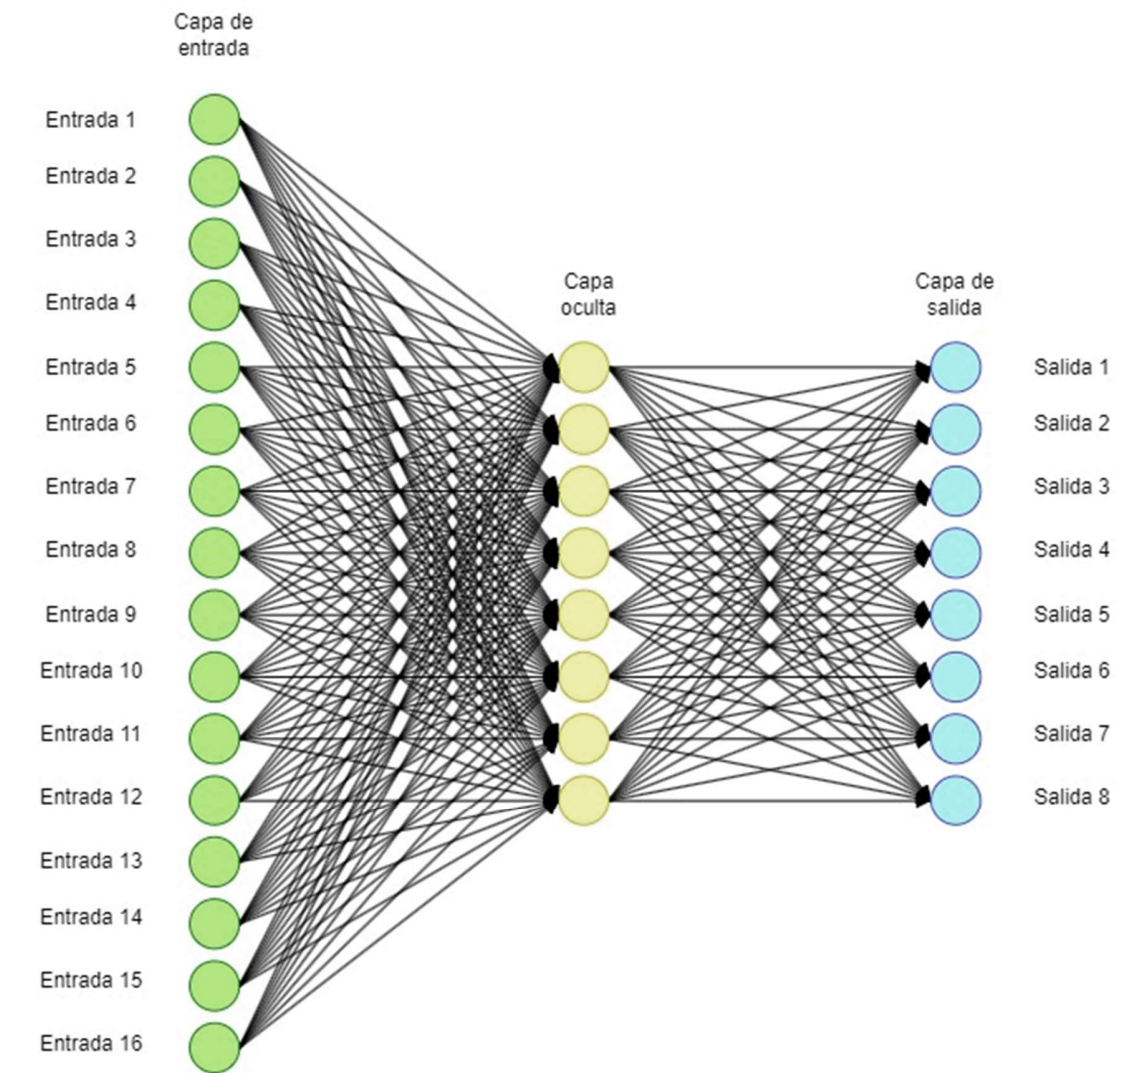 Capa de
entrada
Entrada 1
Entrada 2
Entrada 3
Entrada 4
Entrada 5
Entrada 6
Entrada 7
Entrada 8
Entrada 9
Entrada 10
Entrada 11
Entrada 12
Entrada 13
Entrada 14
Entrada 15
Entrada 16
Capa
oculta
Capa de
salida
Salida 1
Salida 2
Salida 3
Salida 4
Salida 5
Salida 6
Salida 7
Salida 8